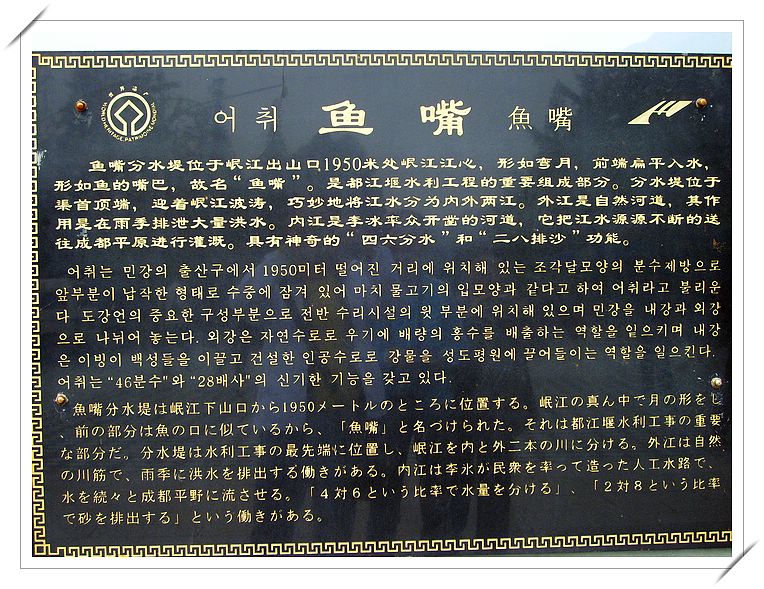 어취 鱼嘴 魚嘴
WORLD HERITAGE PATRIMOINE MONDIAL
鱼嘴分水堤位于岷江出山口1950米处岷江江心，形如弯月，前端扁平入水，
形如鱼的嘴巴，故名“鱼嘴”。是都江堰水利工程的重要组成部分。分水堤位于
渠首顶端，迎着岷江波涛，巧妙地将江水分为内外两江。外江是自然河道，其作
用是在雨季排泄大量洪水。内江是李冰率众开凿的河道，它把江水源源不断的送
往成都平原进行灌溉。具有神奇的“四六分水”和“二八排沙”功能。
어취는 민강의 출산구에서 1950미터 떨어진 거리에 위치해 있는 조각달모양의 분수제방으로
앞부분이 납작한 형태로 수중에 잠겨 있어 마치 물고기의 입모양과 같다고 하여 어취라고 불리운
다 도강언의 중요한 구성부분으로 전반 수리시설의 윗 부분에 위치해 있으며 민강을 내강과 외강
으로 나뉘어 놓는다. 외강은 자연수로로 우기에 배량의 홍수를 배출하는 역할을 일으키며 내강
은 이빙이 백성들을 이끌고 건설한 인공수로로 강물을 성도평원에 끌어들이는 역할을 일으킨다.
어취는 “46분수”와 “28배사”의 신기한 기능을 갖고 있다.
魚嘴分水堤は岷江下山口から1950メートルのところに位置する。岷江の真ん中で月の形をし
、前の部分は魚の口に似ているから、「魚嘴」と名づけられた。それは都江堰水利工事の重要
な部分だ。分水堤は水利工事の最先端に位置し、岷江を内と外二本の川に分ける。外江は自然
の川筋で、雨季に洪水を排出する働きがある。内江は李氷が民衆を率って造った人工水路で、
水を続々と成都平野に流させる。「４対６という比率で水量を分ける」、「２対８という比率
で砂を排出する」という働きがある。